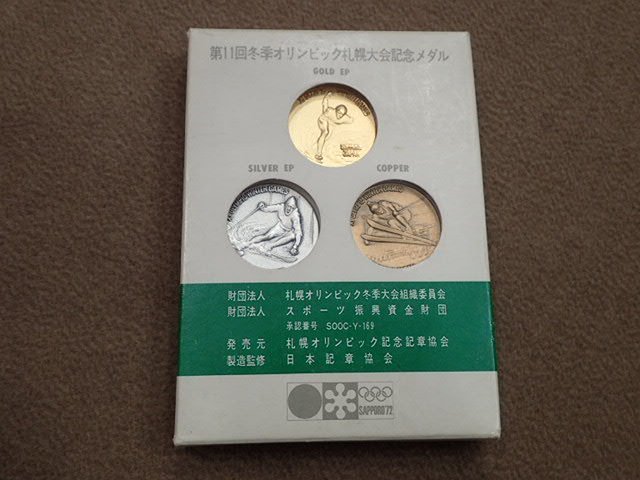 第11回冬季オリンピック札幌大会記念メダル
GOLD EP
SILVER EP
COPPER
XI OLYMPIC WINTER GAMES
財団法人 札幌オリンピック冬季大会組織委員会
財団法人 スポーツ振興資金財団
承認番号 SOOC-Y-169
発売元 札幌オリンピック記念記章協会
製造監修 日本記章協会
SAPPORO'72